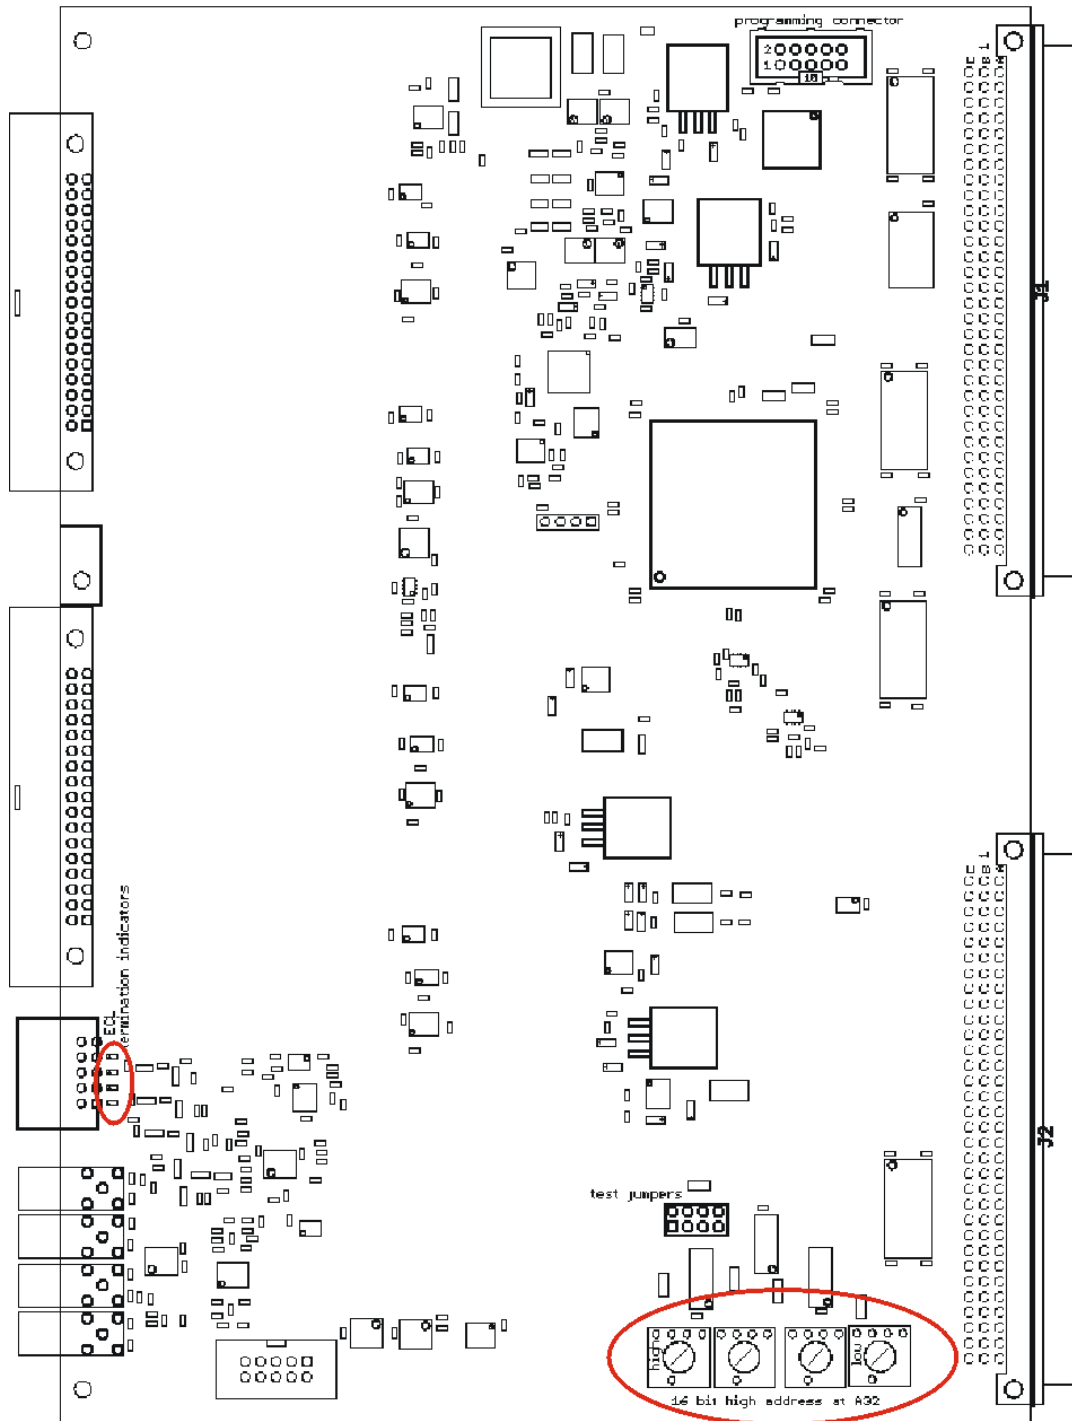 programming connector
2
1
10
C B 1 A
J1
C B 1 A
ECL
termination indicators
J2
test jumpers
high
low
16 bit high address at A32